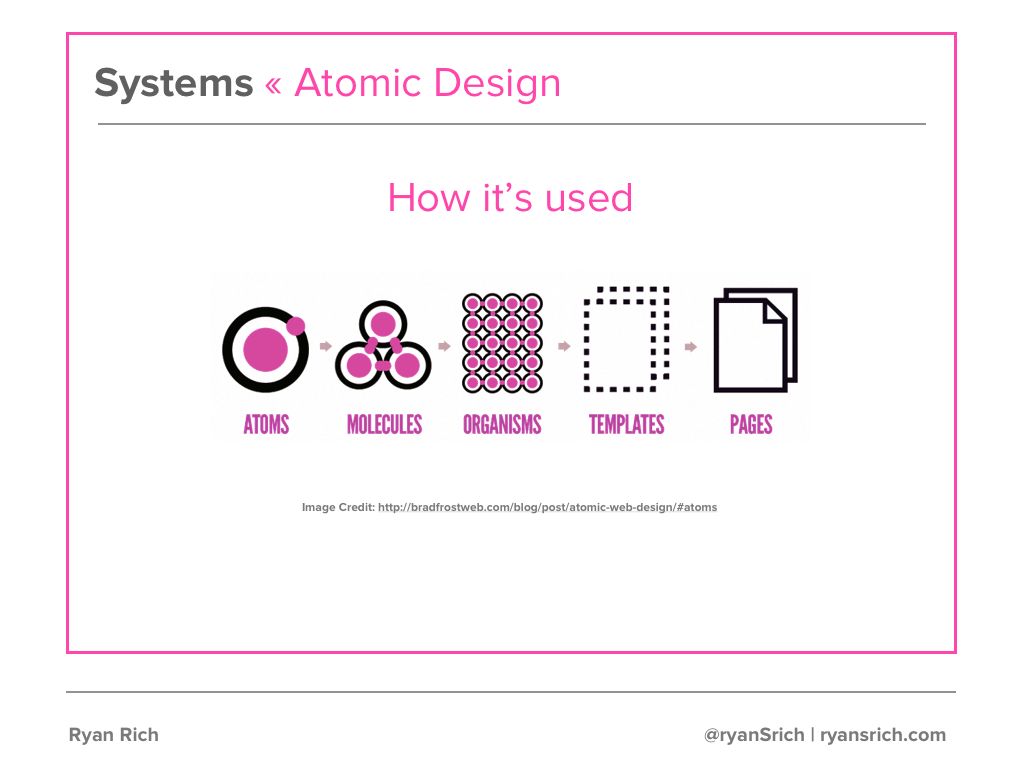 Systems « Atomic Design
How it’s used
ATOMS MOLECULES ORGANISMS TEMPLATES PAGES
Image Credit: http://bradfrostweb.com/blog/post/atomic-web-design/#atoms
Ryan Rich @ryanSrich | ryansrich.com